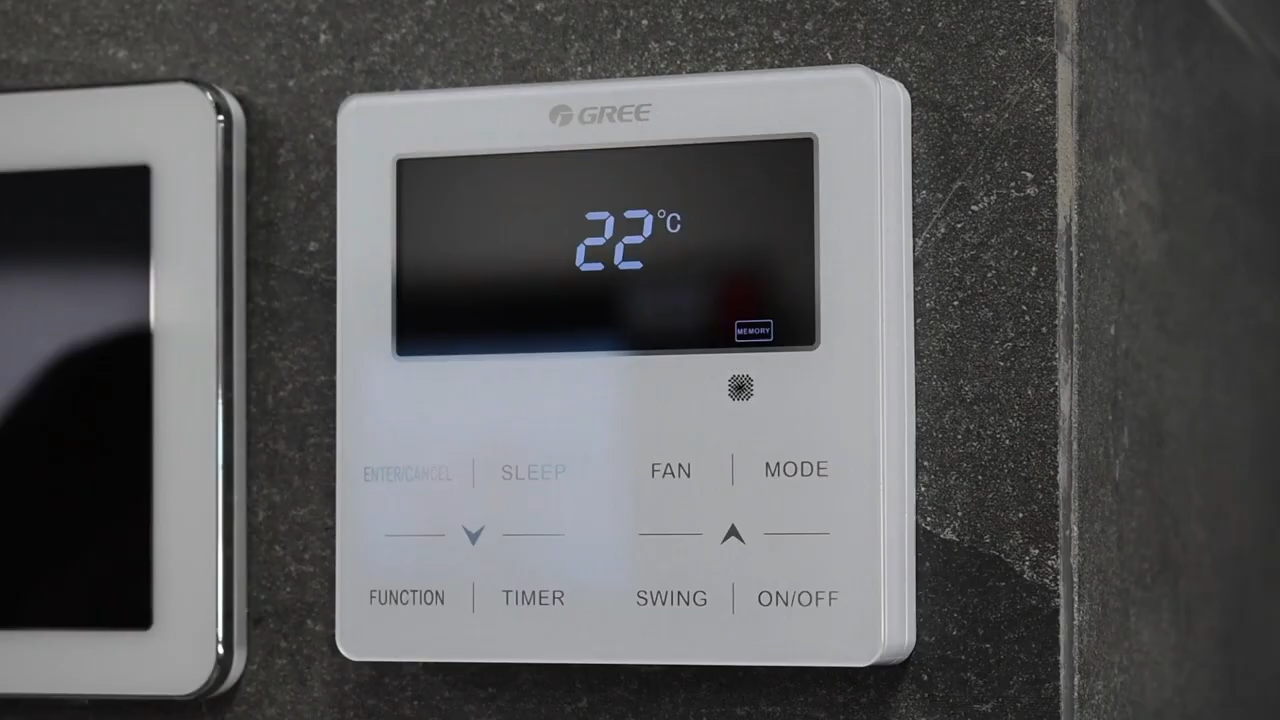 GREE
22°C
MEMORY
ENTER/CANCEL | SLEEP
FAN | MODE
FUNCTION | TIMER
SWING | ON/OFF